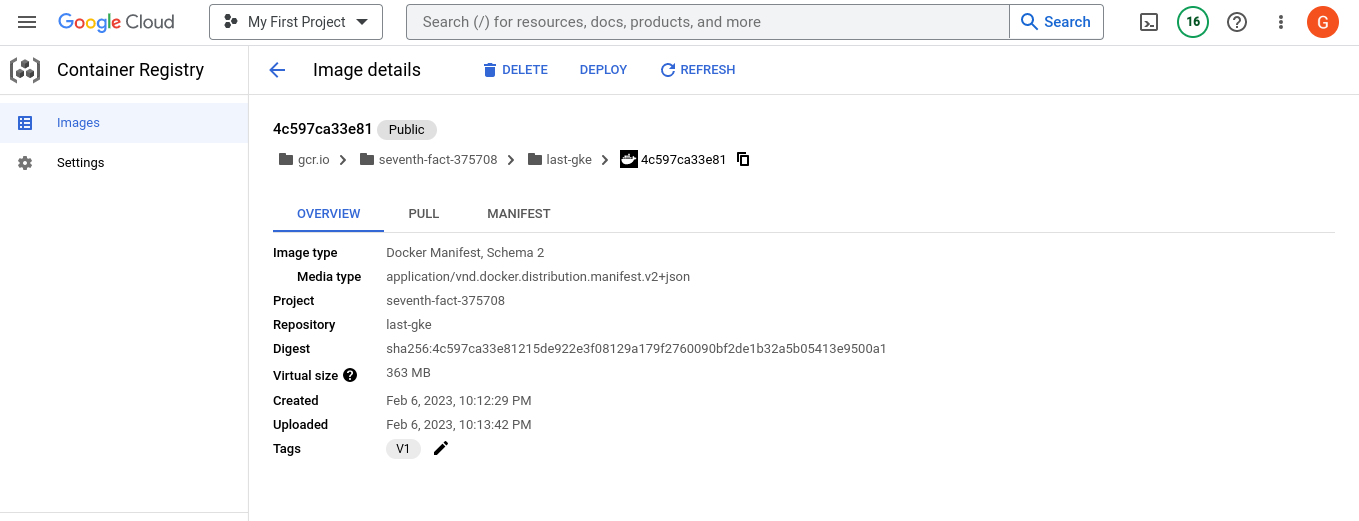 Google Cloud My First Project Search (/) for resources, docs, products, and more Search 16 G
Container Registry Image details DELETE DEPLOY REFRESH
Images
Settings
4c597ca33e81 Public
gcr.io seventh-fact-375708 last-gke 4c597ca33e81
OVERVIEW PULL MANIFEST
Image type Docker Manifest, Schema 2
Media type application/vnd.docker.distribution.manifest.v2+json
Project seventh-fact-375708
Repository last-gke
Digest sha256:4c597ca33e81215de922e3f08129a179f2760090bf2de1b32a5b05413e9500a1
Virtual size 363 MB
Created Feb 6, 2023, 10:12:29 PM
Uploaded Feb 6, 2023, 10:13:42 PM
Tags V1